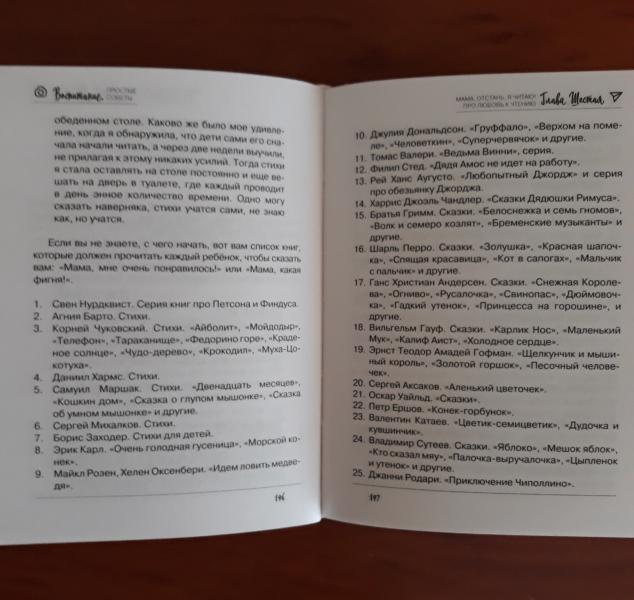 Воспитание. ПРОСТЫЕ
СОВЕТЫ
обеденном столе. Каково же было мое удивле-
ние, когда я обнаружила, что дети сами его сна-
чала начали читать, а через две недели выучили,
не прилагая к этому никаких усилий. Тогда стихи
я стала оставлять на столе постоянно и еще ве-
шать на дверь в туалете, где каждый проводит
в день энное количество времени. Одно могу
сказать наверняка, стихи учатся сами, не знаю
как, но учатся.
Если вы не знаете, с чего начать, вот вам список книг,
которые должен прочитать каждый ребёнок, чтобы сказать
вам: «Мама, мне очень понравилось!» или «Мама, какая
фигня!».
1. Свен Нурдквист. Серия книг про Петсона и Финдуса.
2. Агния Барто. Стихи.
3. Корней Чуковский. Стихи. «Айболит», «Мойдодыр»,
«Телефон», «Тараканище», «Федорино горе», «Краде-
ное солнце», «Чудо-дерево», «Крокодил», «Муха-Цо-
котуха».
4. Даниил Хармс. Стихи.
5. Самуил Маршак. Стихи. «Двенадцать месяцев»,
«Кошкин дом», «Сказка о глупом мышонке», «Сказка
об умном мышонке» и другие.
6. Сергей Михалков. Стихи.
7. Борис Заходер. Стихи для детей.
8. Эрик Карл. «Очень голодная гусеница», «Морской ко-
нек».
9. Майкл Розен, Хелен Оксенбери. «Идем ловить медве-
дя».
196
МАМА, ОТСТАНЬ, Я ЧИТАЮ!
ПРО ЛЮБОВЬ К ЧТЕНИЮ Глава Шестая
10. Джулия Дональдсон. «Груффало», «Верхом на поме-
ле», «Человеткин», «Суперчервячок» и другие.
11. Томас Валери. «Ведьма Винни», серия.
12. Филип Стед. «Дядя Амос не идет на работу».
13. Рей Ханс Аугусто. «Любопытный Джордж» и серия
про обезьянку Джорджа.
14. Харрис Джоэль Чандлер. «Сказки Дядюшки Римуса».
15. Братья Гримм. Сказки. «Белоснежка и семь гномов»,
«Волк и семеро козлят», «Бременские музыканты» и
другие.
16. Шарль Перро. Сказки. «Золушка», «Красная шапоч-
ка», «Спящая красавица», «Кот в сапогах», «Мальчик
с пальчик» и другие.
17. Ганс Христиан Андерсен. Сказки. «Снежная Короле-
ва», «Огниво», «Русалочка», «Свинопас», «Дюймовоч-
ка», «Гадкий утенок», «Принцесса на горошине», и
другие.
18. Вильгельм Гауф. Сказки. «Карлик Нос», «Маленький
Мук», «Калиф Аист», «Холодное сердце».
19. Эрнст Теодор Амадей Гофман. «Щелкунчик и мыши-
ный король», «Золотой горшок», «Песочный челове-
чек».
20. Сергей Аксаков. «Аленький цветочек».
21. Оскар Уайльд. «Сказки».
22. Петр Ершов. «Конек-горбунок».
23. Валентин Катаев. «Цветик-семицветик», «Дудочка и
кувшинчик».
24. Владимир Сутеев. Сказки. «Яблоко», «Мешок яблок»,
«Кто сказал мяу», «Палочка-выручалочка», «Цыпленок
и утенок» и другие.
25. Джанни Родари. «Приключение Чиполлино».
197